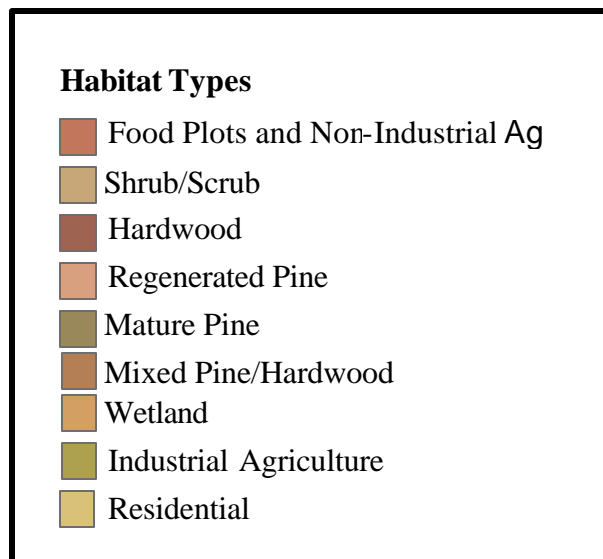 Habitat Types
Food Plots and Non-Industrial Ag
Shrub/Scrub
Hardwood
Regenerated Pine
Mature Pine
Mixed Pine/Hardwood
Wetland
Industrial Agriculture
Residential